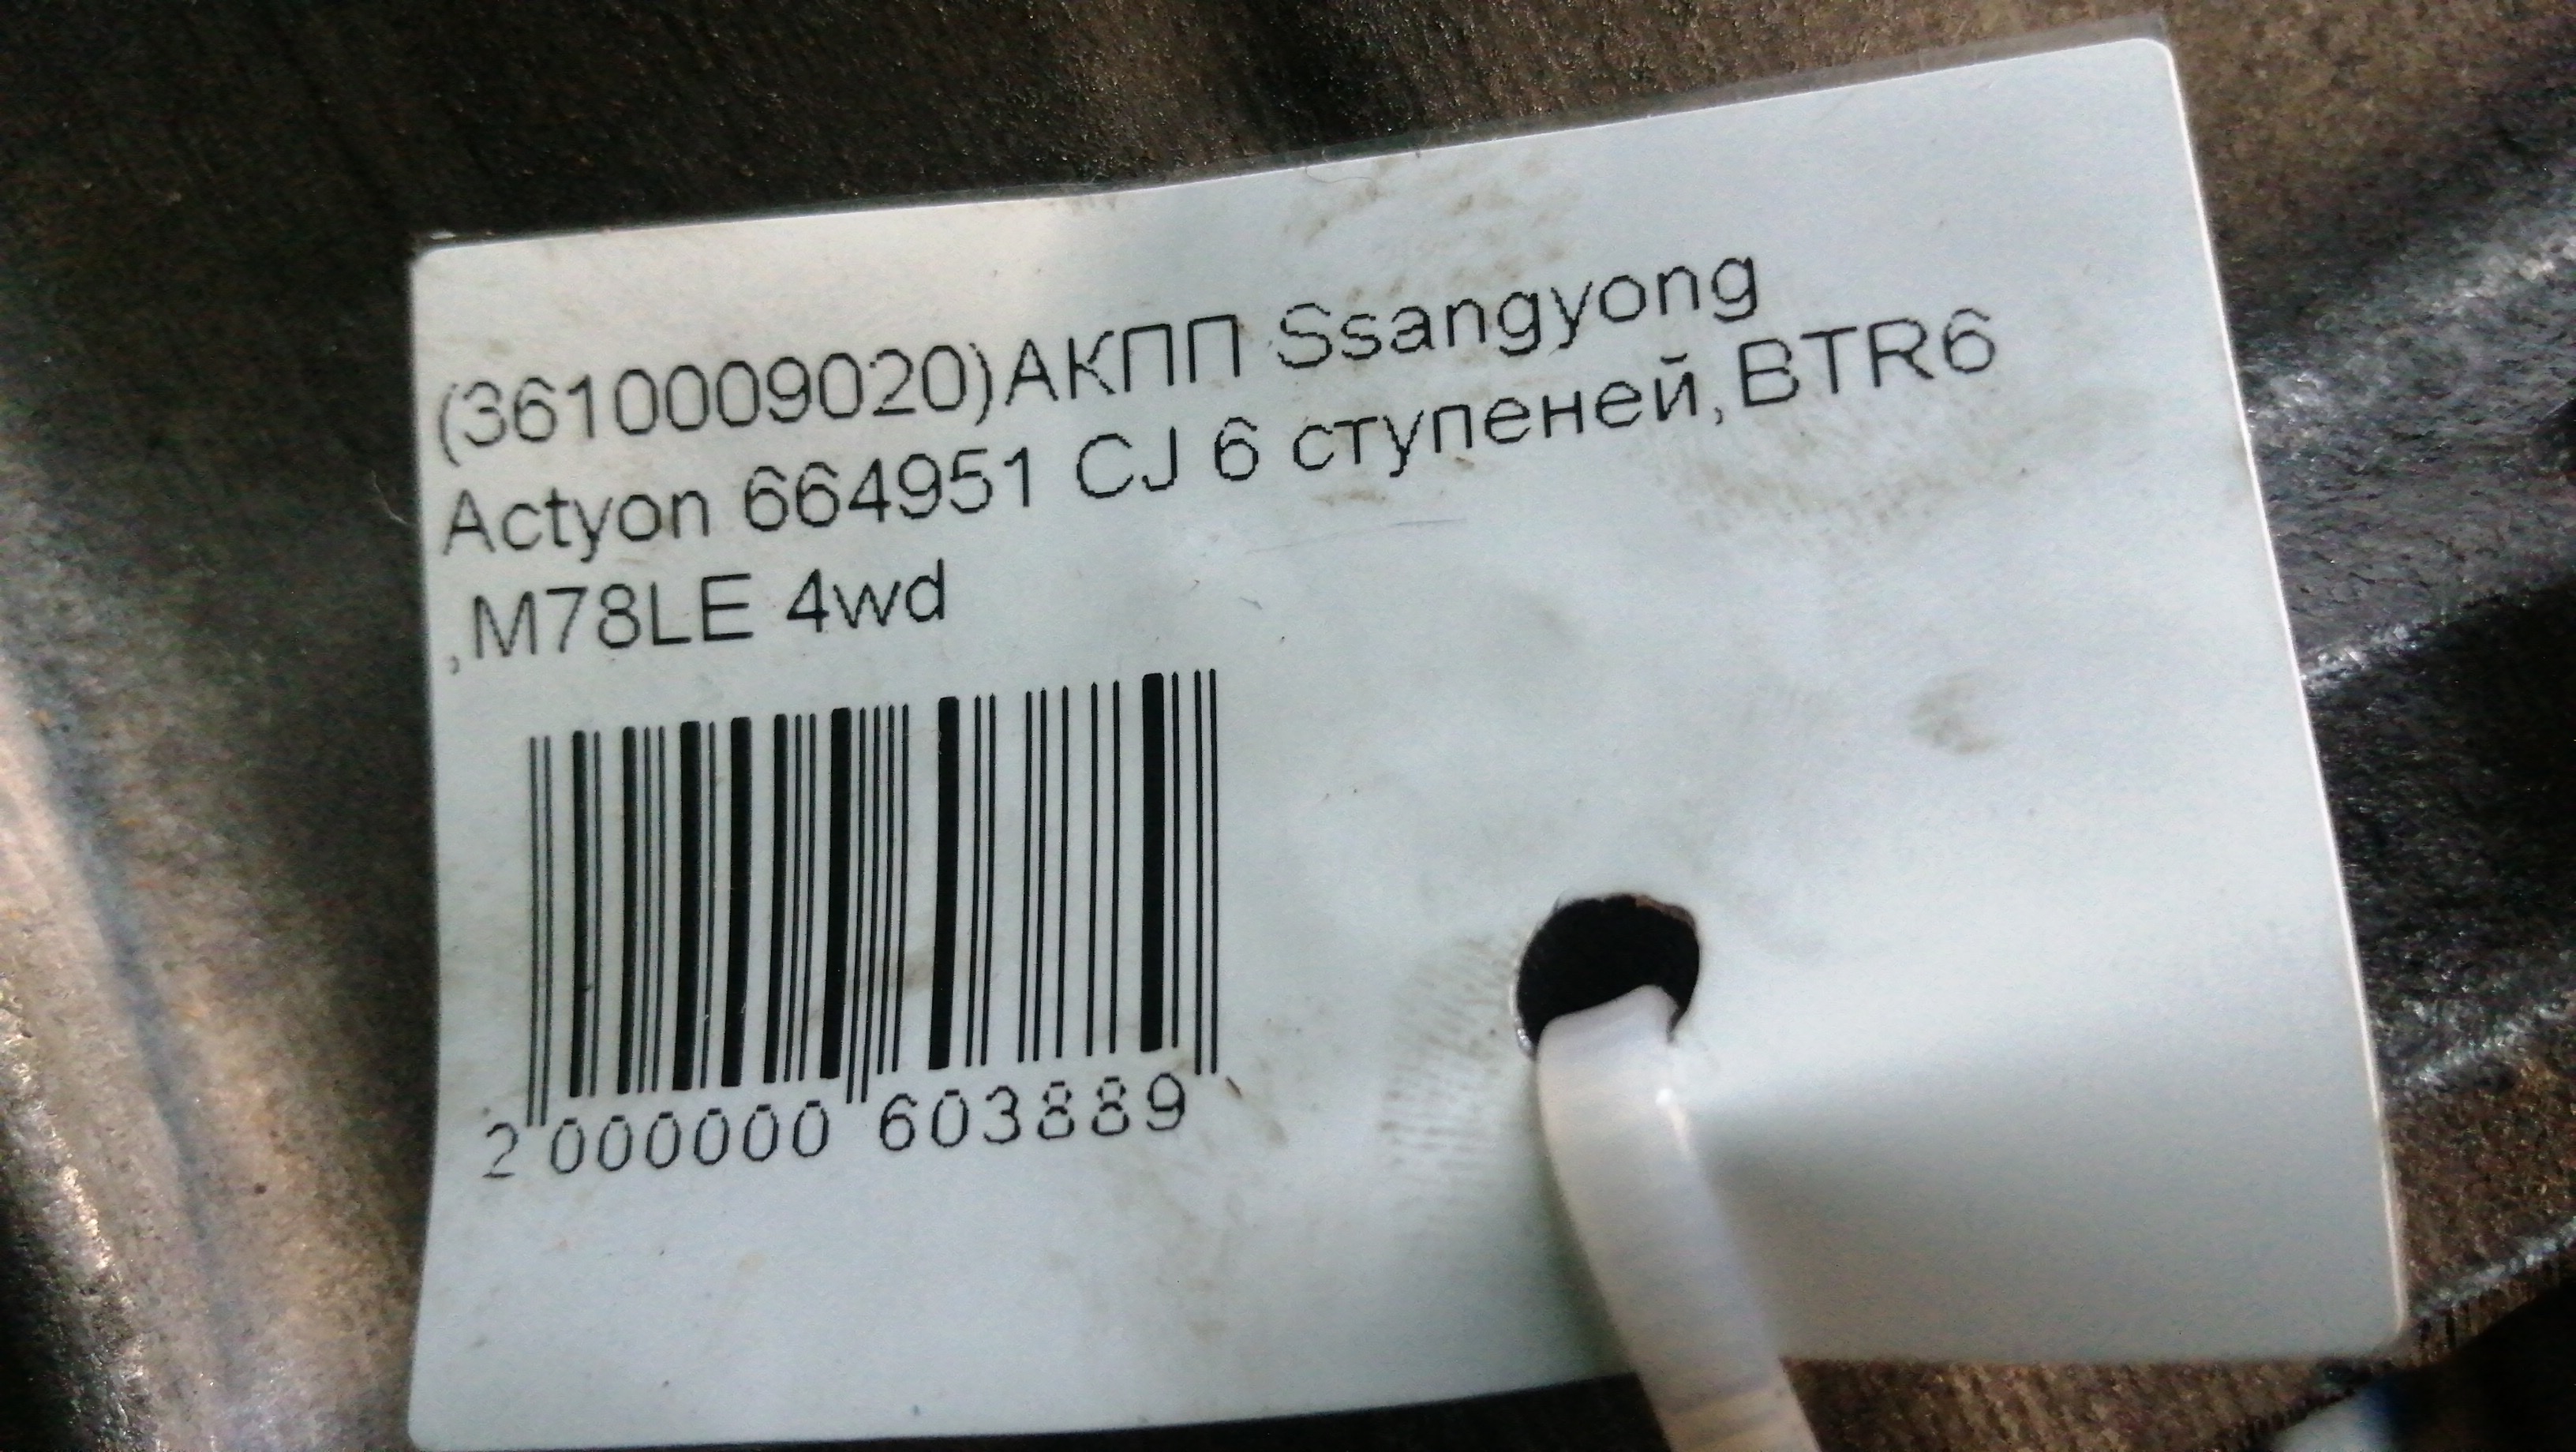 (3610009020)АКПП Ssangyong
Actyon 664951 CJ 6 ступеней,BTR6
,M78LE 4wd
2 000000 603889